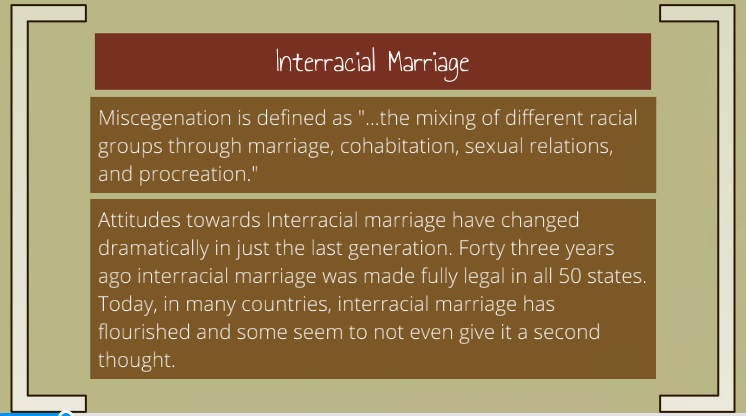 Interracial Marriage
Miscegenation is defined as "...the mixing of different racial
groups through marriage, cohabitation, sexual relations,
and procreation."
Attitudes towards Interracial marriage have changed
dramatically in just the last generation. Forty three years
ago interracial marriage was made fully legal in all 50 states.
Today, in many countries, interracial marriage has
flourished and some seem to not even give it a second
thought.